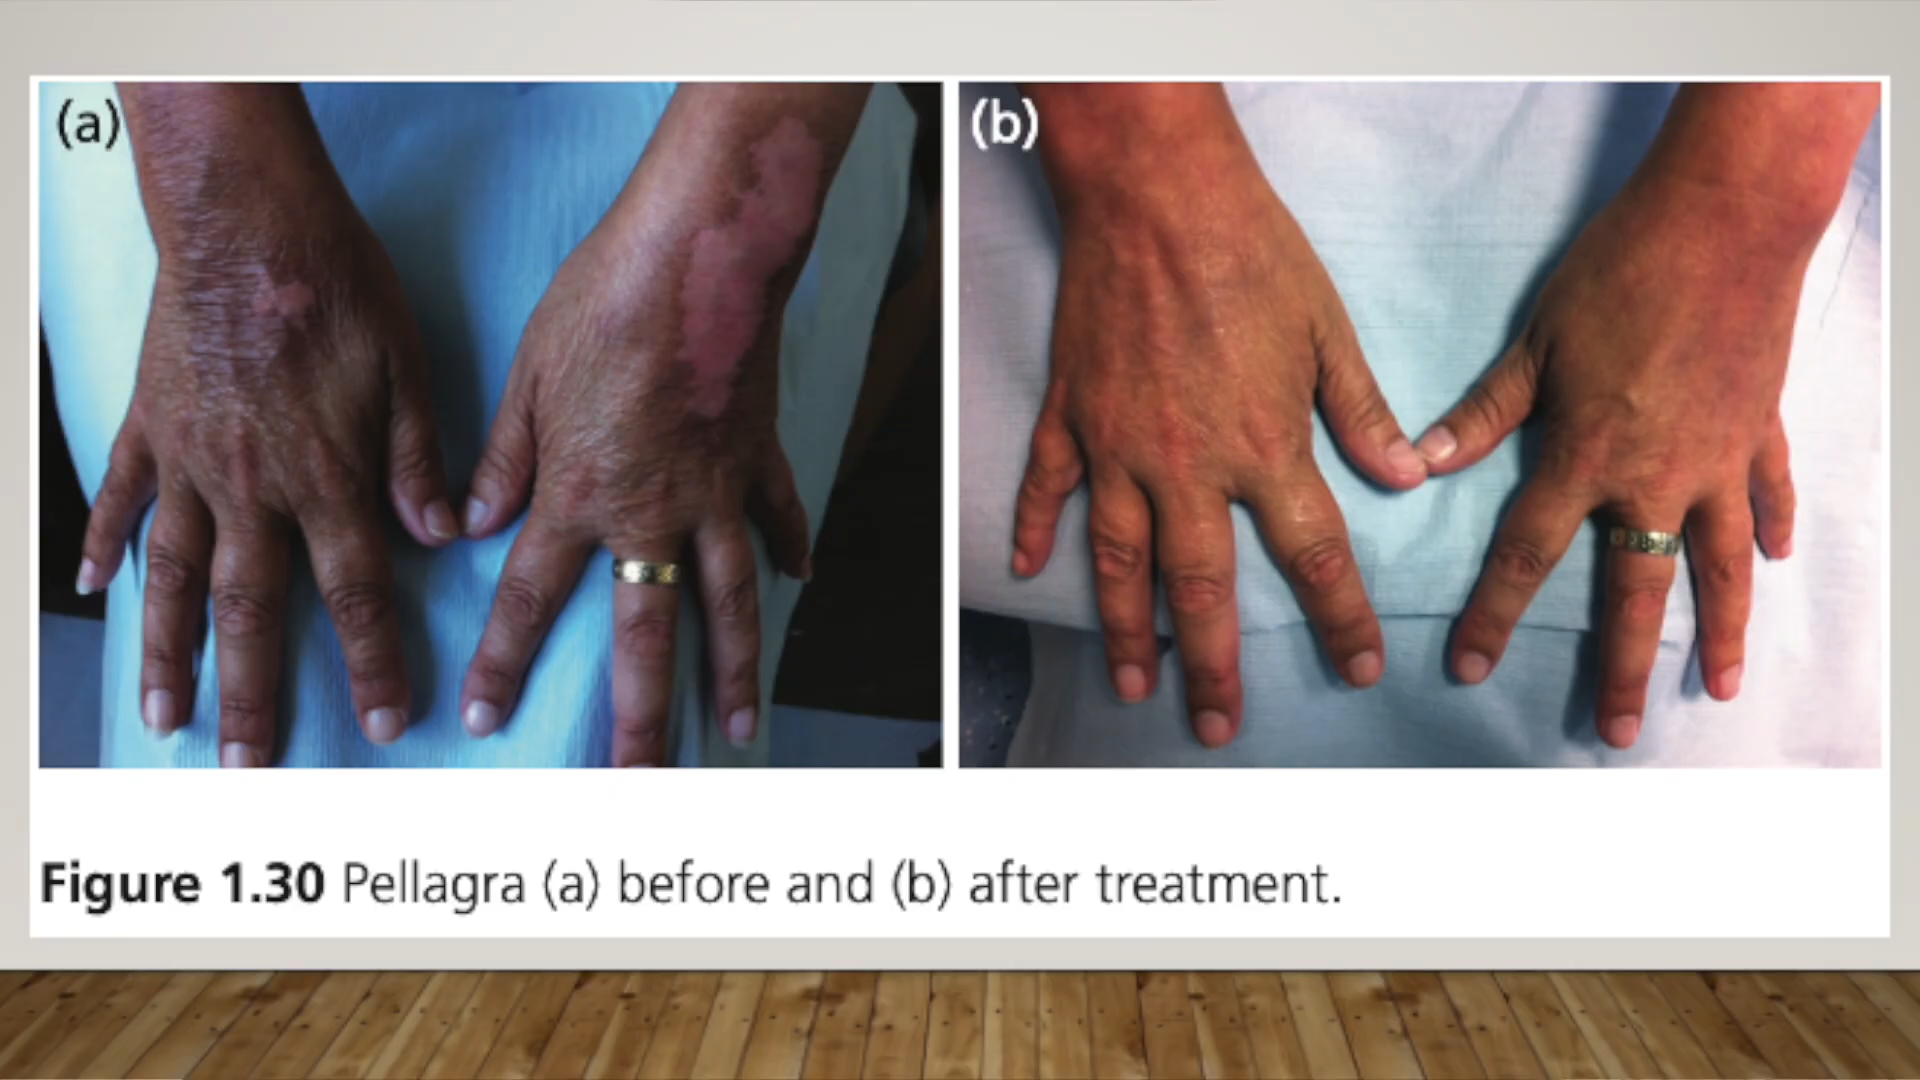 (a)
(b)
Figure 1.30 Pellagra (a) before and (b) after treatment.